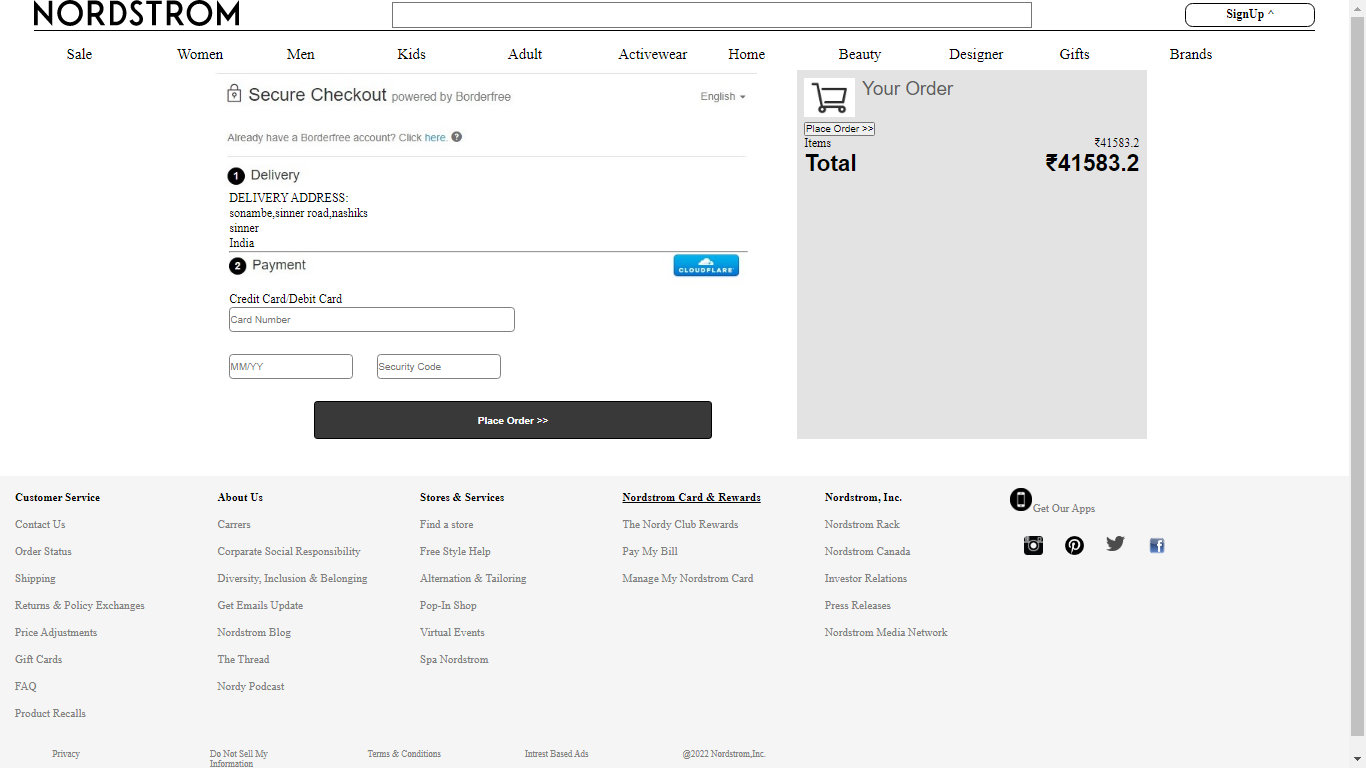 NORDSTROM
SignUp ^
Sale Women Men Kids Adult Activewear Home Beauty Designer Gifts Brands
Secure Checkout powered by Borderfree English
Already have a Borderfree account? Click here. ?
1 Delivery
DELIVERY ADDRESS:
sonambe,sinner road,nashiks
sinner
India
2 Payment CLOUDFLARE
Credit Card/Debit Card
Card Number
MM/YY Security Code
Place Order >>
Your Order
Place Order >>
Items ₹41583.2
Total ₹41583.2
Customer Service
Contact Us
Order Status
Shipping
Returns & Policy Exchanges
Price Adjustments
Gift Cards
FAQ
Product Recalls
About Us
Carrers
Corparate Social Responsibility
Diversity, Inclusion & Belonging
Get Emails Update
Nordstrom Blog
The Thread
Nordy Podcast
Stores & Services
Find a store
Free Style Help
Alternation & Tailoring
Pop-In Shop
Virtual Events
Spa Nordstrom
Nordstrom Card & Rewards
The Nordy Club Rewards
Pay My Bill
Manage My Nordstrom Card
Nordstrom, Inc.
Nordstrom Rack
Nordstrom Canada
Investor Relations
Press Releases
Nordstrom Media Network
Get Our Apps
Privacy
Do Not Sell My
Information
Terms & Conditions
Intrest Based Ads
@2022 Nordstrom,Inc.